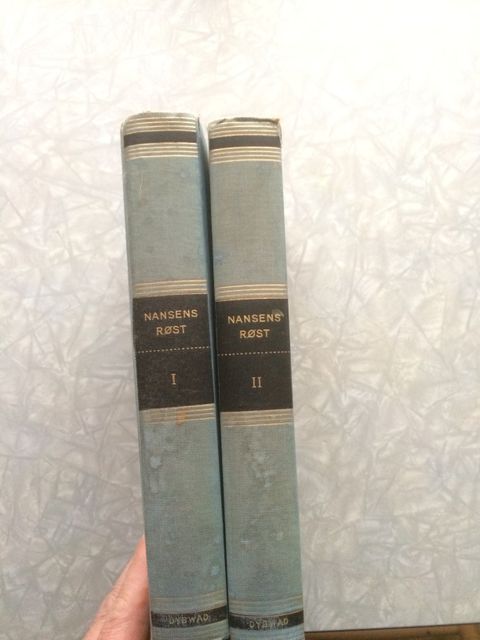 NANSENS
RØST
I
DYBWAD
NANSENS
RØST
II
DYBWAD